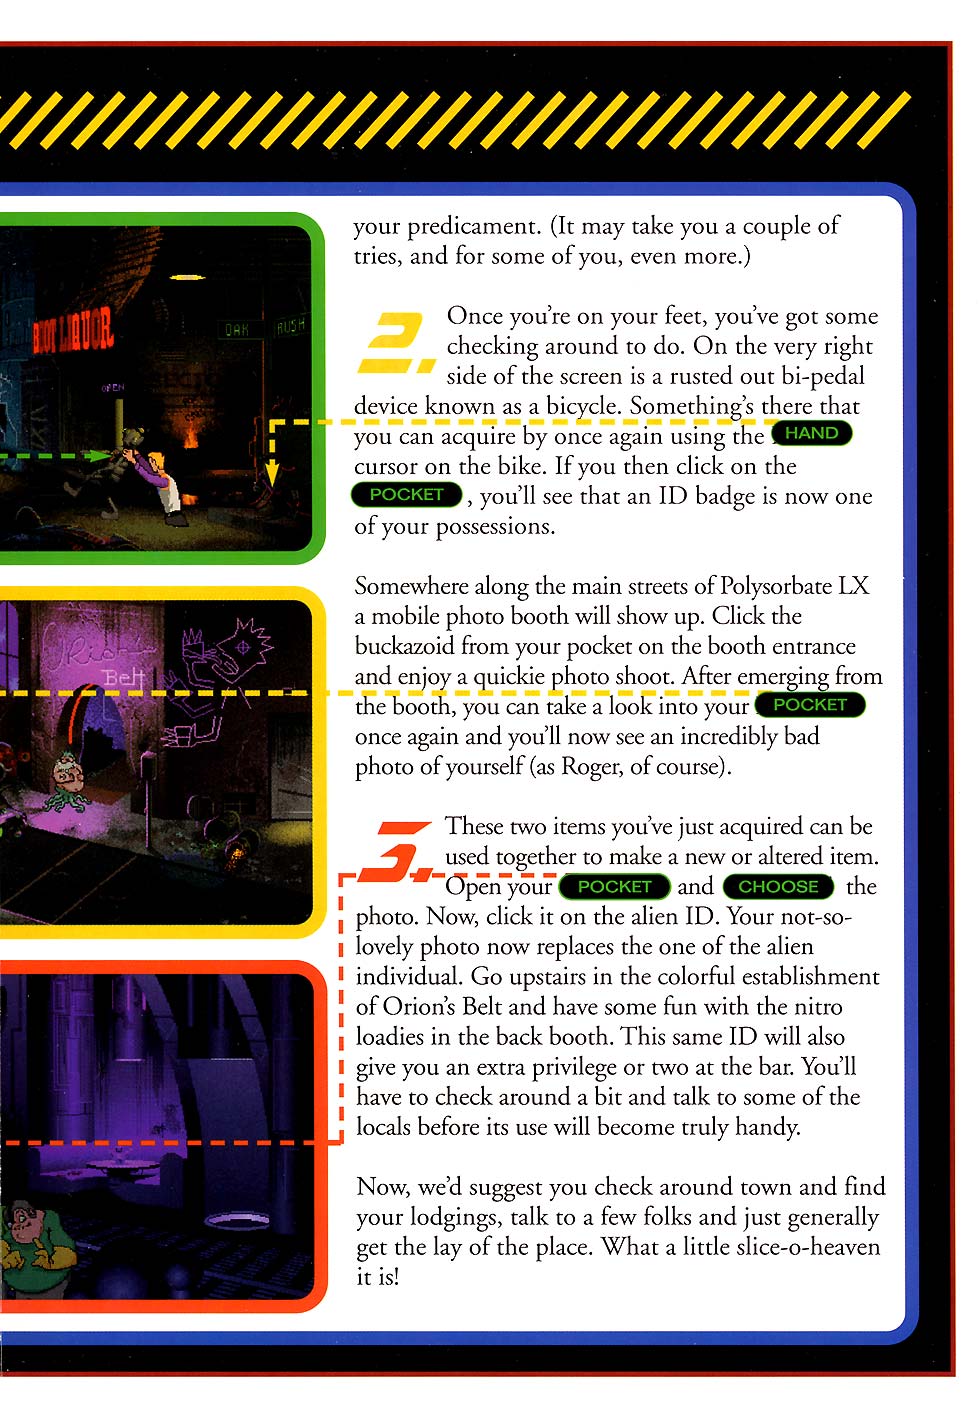 your predicament. (It may take you a couple of
tries, and for some of you, even more.)
2. Once you're on your feet, you've got some
checking around to do. On the very right
side of the screen is a rusted out bi-pedal
device known as a bicycle. Something's there that
you can acquire by once again using the HAND
cursor on the bike. If you then click on the
POCKET , you'll see that an ID badge is now one
of your possessions.
Somewhere along the main streets of Polysorbate LX
a mobile photo booth will show up. Click the
buckazoid from your pocket on the booth entrance
and enjoy a quickie photo shoot. After emerging from
the booth, you can take a look into your POCKET
once again and you'll now see an incredibly bad
photo of yourself (as Roger, of course).
3. These two items you've just acquired can be
used together to make a new or altered item.
Open your POCKET and CHOOSE the
photo. Now, click it on the alien ID. Your not-so-
lovely photo now replaces the one of the alien
individual. Go upstairs in the colorful establishment
of Orion's Belt and have some fun with the nitro
loadies in the back booth. This same ID will also
give you an extra privilege or two at the bar. You'll
have to check around a bit and talk to some of the
locals before its use will become truly handy.
Now, we'd suggest you check around town and find
your lodgings, talk to a few folks and just generally
get the lay of the place. What a little slice-o-heaven
it is!
LIQUOR
OAK
RUSH
OPEN
Belt